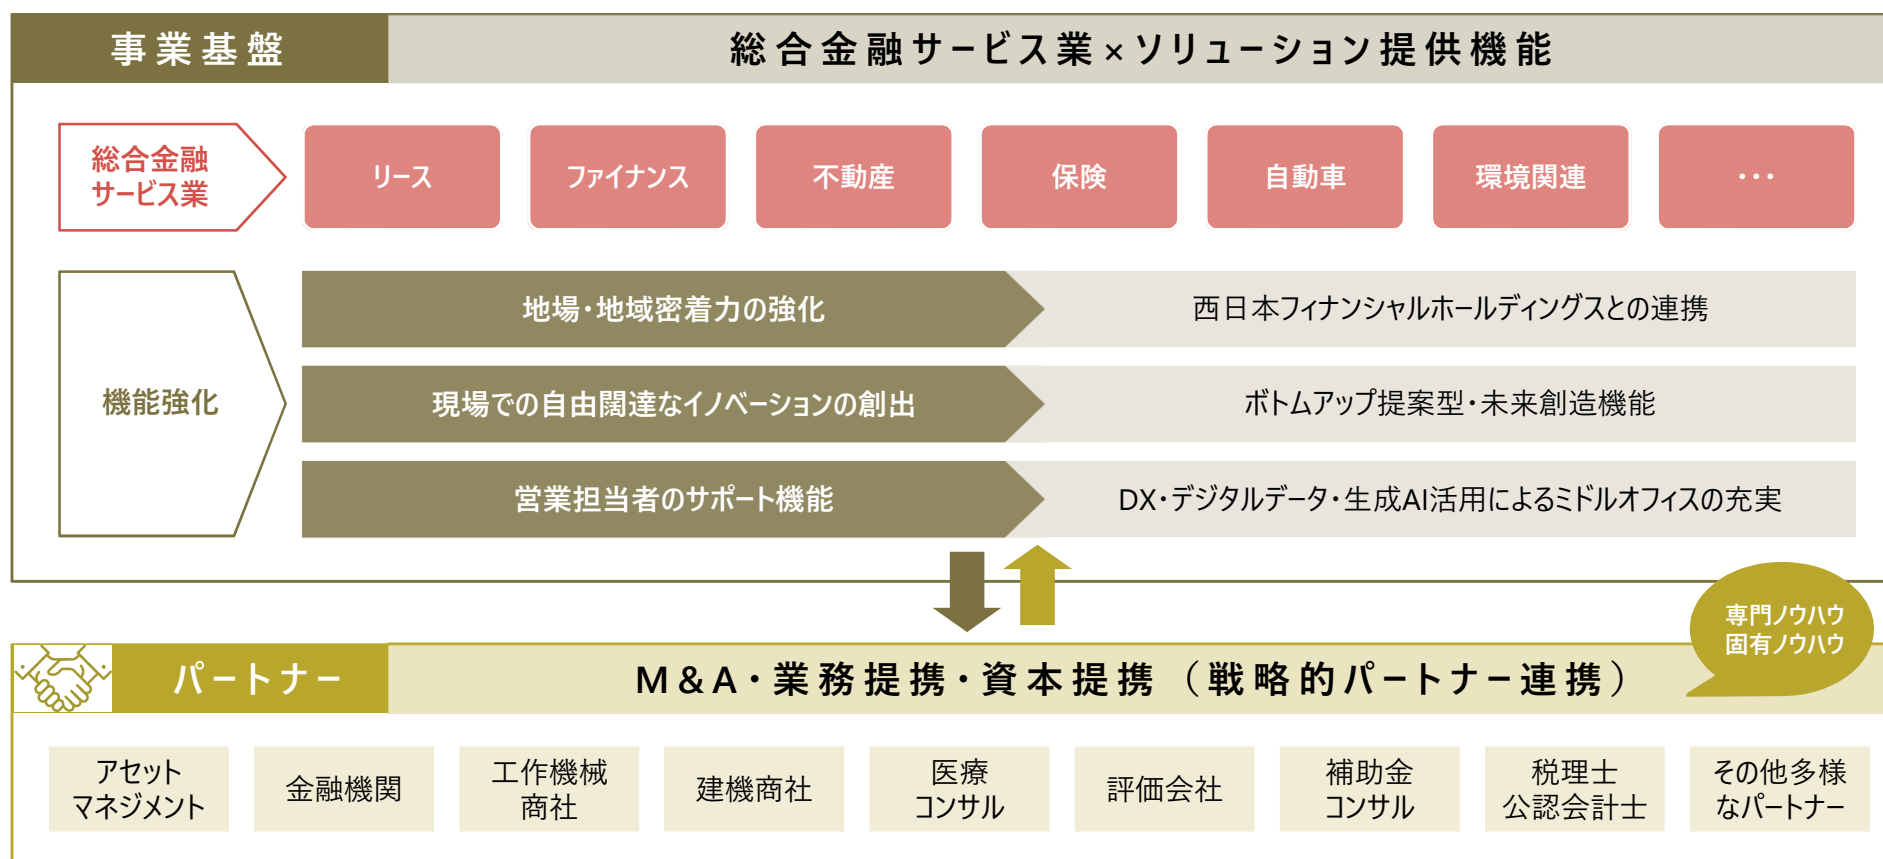 事業基盤
総合金融サービス業×ソリューション提供機能
総合金融
サービス業
リース
ファイナンス
不動産
保険
自動車
環境関連
･･･
機能強化
地場・地域密着力の強化
西日本フィナンシャルホールディングスとの連携
現場での自由闊達なイノベーションの創出
ボトムアップ提案型・未来創造機能
営業担当者のサポート機能
DX・デジタルデータ・生成AI活用によるミドルオフィスの充実
専門ノウハウ
固有ノウハウ
パートナー
M&A・業務提携・資本提携（戦略的パートナー連携）
アセット
マネジメント
金融機関
工作機械
商社
建機商社
医療
コンサル
評価会社
補助金
コンサル
税理士
公認会計士
その他多様
なパートナー